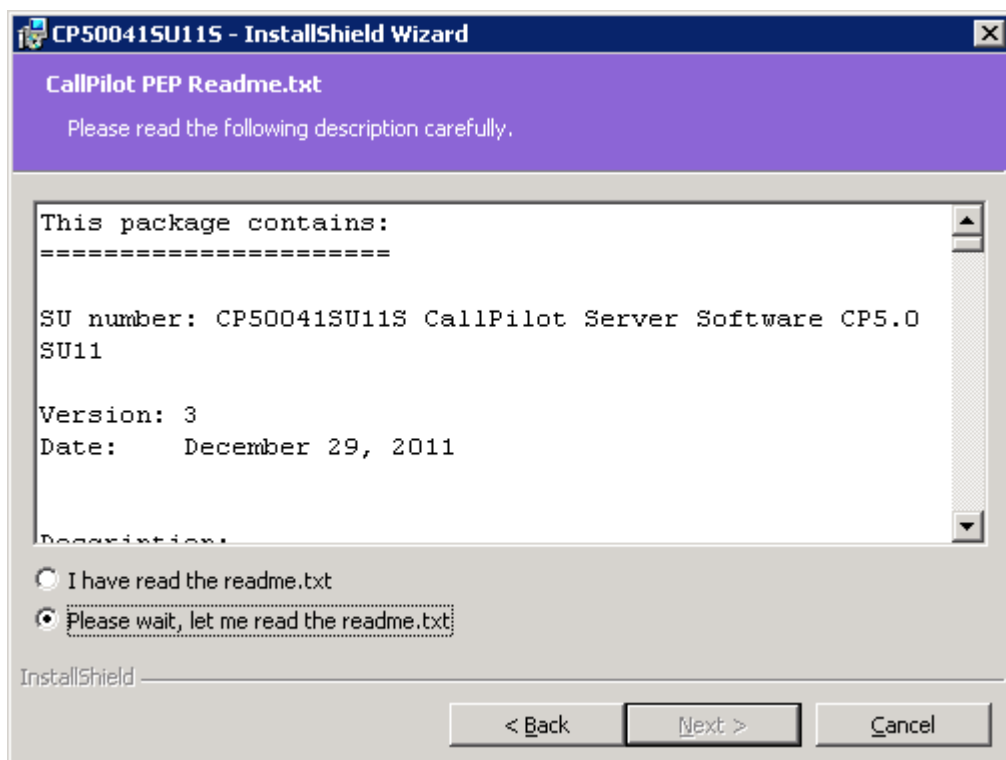 CP50041SU11S - InstallShield Wizard
CallPilot PEP Readme.txt
Please read the following description carefully.
This package contains:
======================
SU number: CP50041SU11S CallPilot Server Software CP5.0
SU11
Version: 3
Date:     December 29, 2011
Description:
I have read the readme.txt
Please wait, let me read the readme.txt
InstallShield
< Back
Next >
Cancel